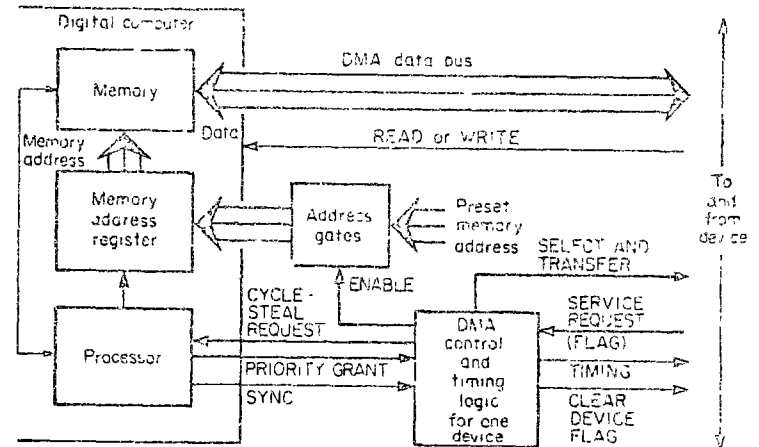 Digital computer
DMA data bus
Memory
Data
READ or WRITE
Memory
address
Memory
address
register
Address
gates
Preset
memory
address
To
and
from
device
SELECT AND
TRANSFER
ENABLE
CYCLE-
STEAL
REQUEST
SERVICE
REQUEST
(FLAG)
DMA
control
and
timing
logic
for one
device
Processor
PRIORITY GRANT
TIMING
SYNC
CLEAR
DEVICE
FLAG